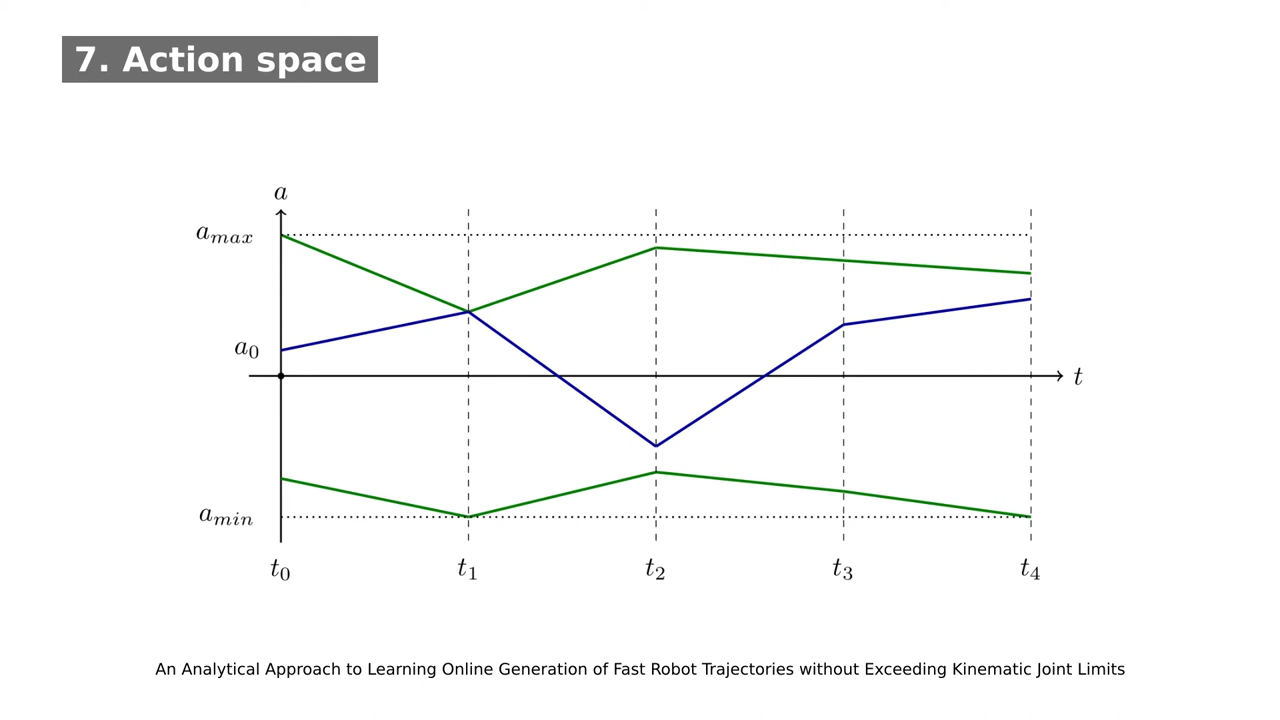 7. Action space
a
a_max
a_0
t
a_min
t_0 t_1 t_2 t_3 t_4
An Analytical Approach to Learning Online Generation of Fast Robot Trajectories without Exceeding Kinematic Joint Limits